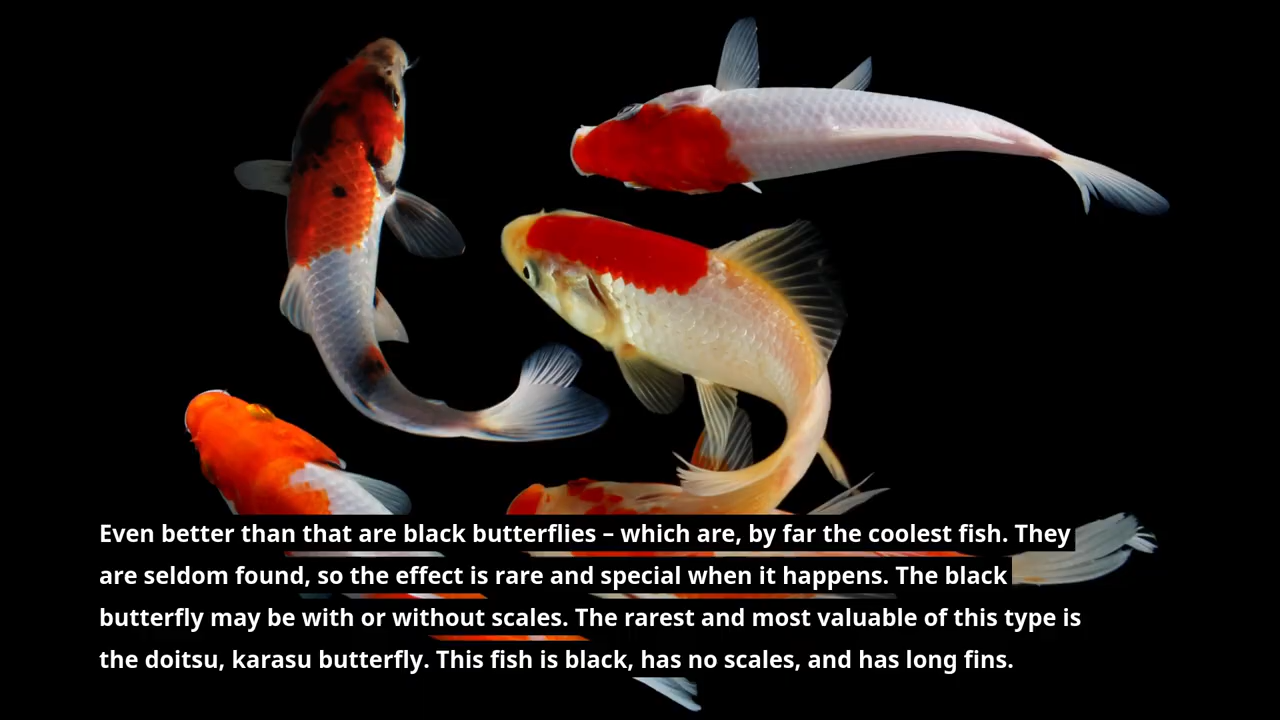 Even better than that are black butterflies – which are, by far the coolest fish. They
are seldom found, so the effect is rare and special when it happens. The black
butterfly may be with or without scales. The rarest and most valuable of this type is
the doitsu, karasu butterfly. This fish is black, has no scales, and has long fins.